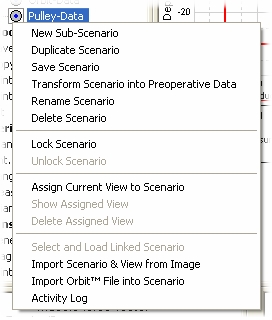 Pulley-Data
-20
New Sub-Scenario
Duplicate Scenario
Save Scenario
Transform Scenario into Preoperative Data
Rename Scenario
Delete Scenario
Lock Scenario
Unlock Scenario
Assign Current View to Scenario
Show Assigned View
Delete Assigned View
Select and Load Linked Scenario
Import Scenario & View from Image
Import Orbit™ File into Scenario
Activity Log